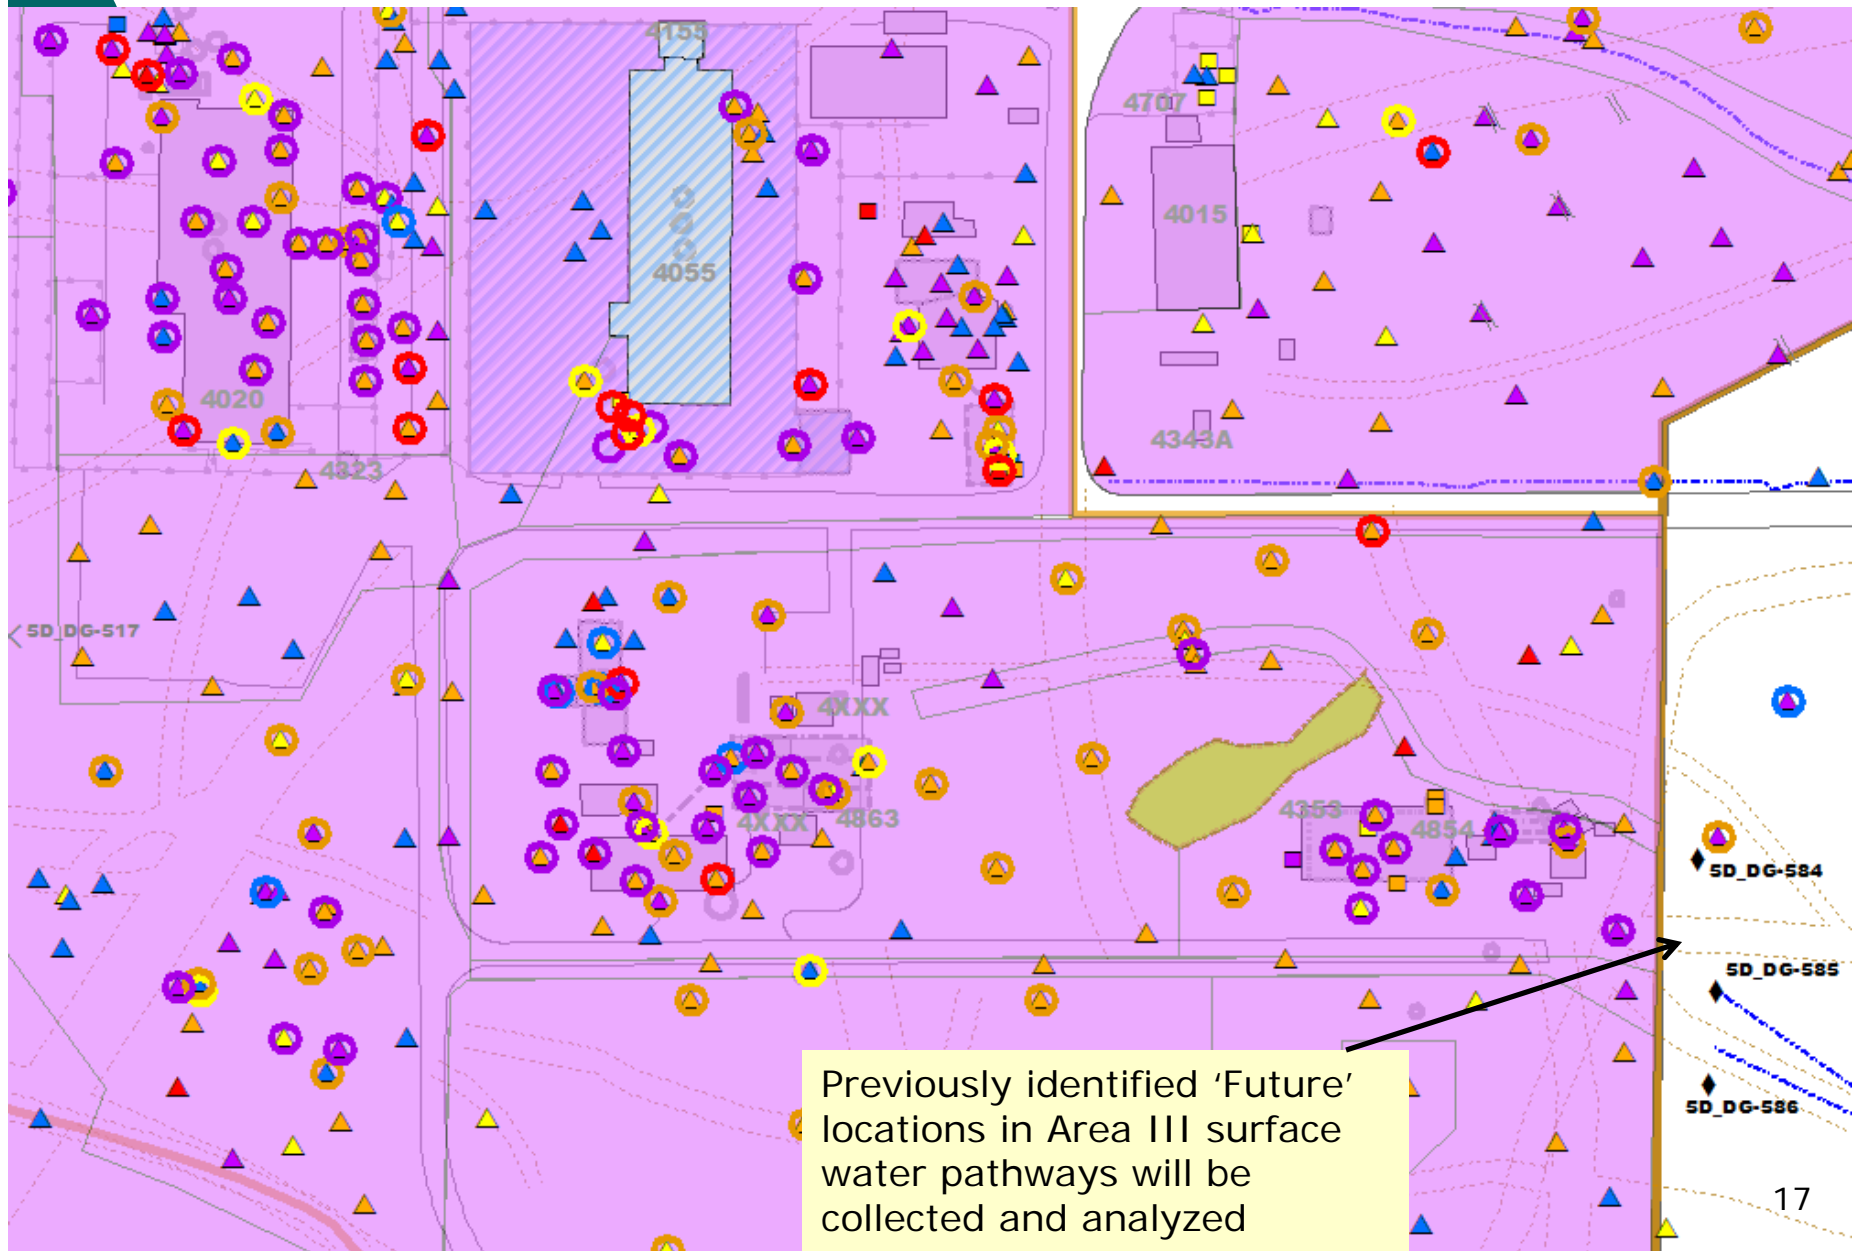 4155
4707
4015
4055
4020
4343A
4323
5D_DG-517
4XXX
4353
4XXX
4863
4854
5D_DG-584
5D_DG-585
5D_DG-586
Previously identified ‘Future’
locations in Area III surface
water pathways will be
collected and analyzed
17